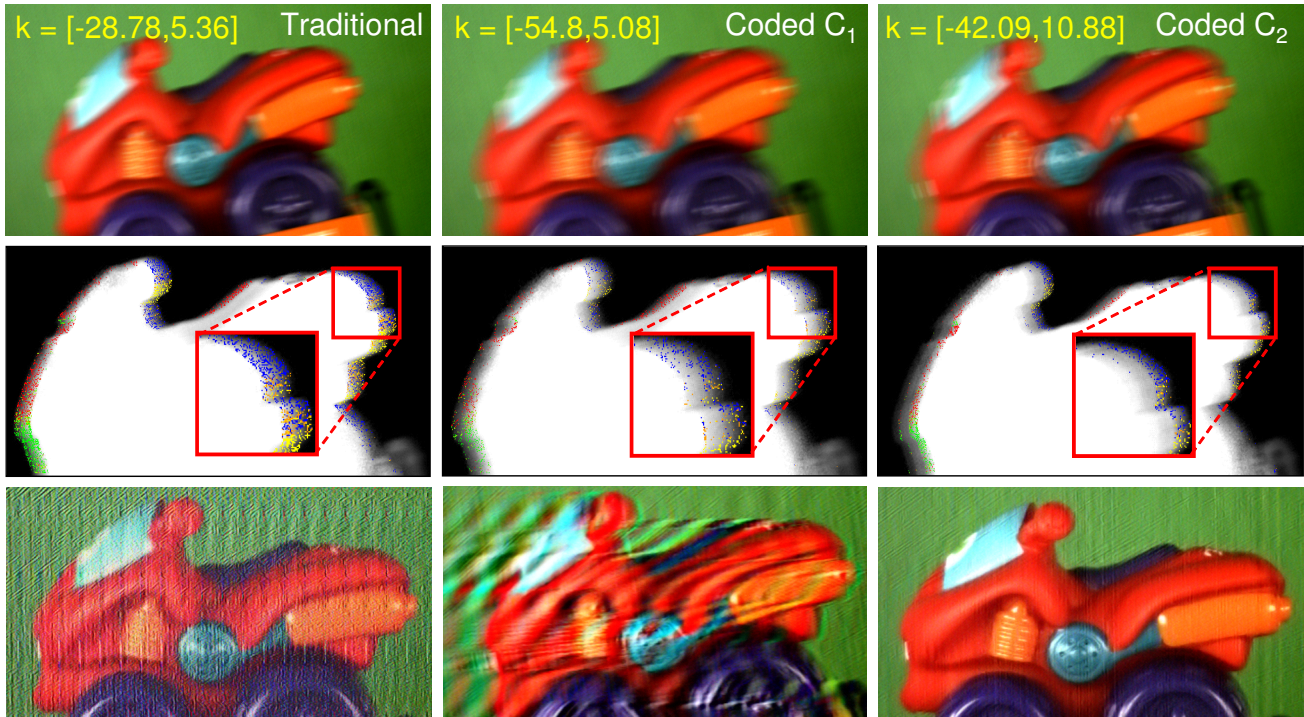 k = [-28.78,5.36] Traditional
k = [-54.8,5.08] Coded C₁
k = [-42.09,10.88] Coded C₂